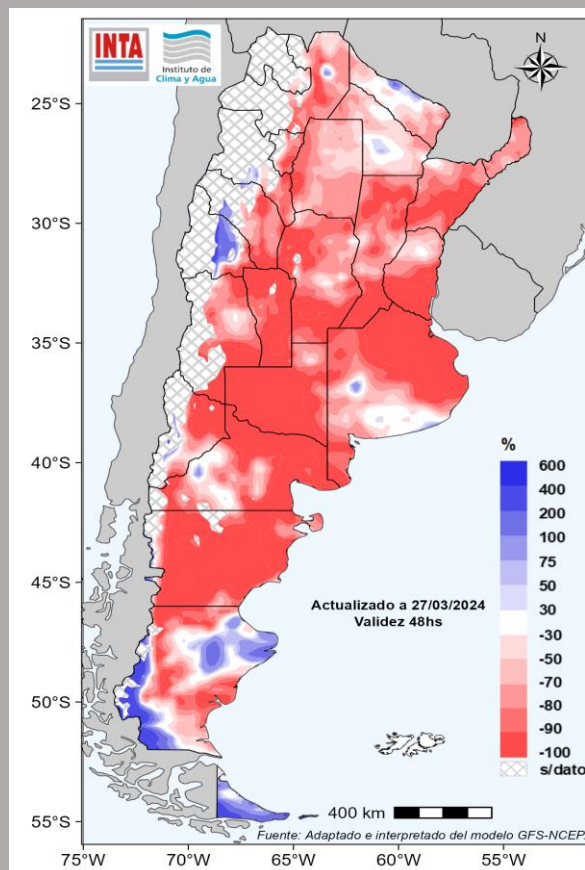 INTA
Instituto de
Clima y Agua
N
25°S
30°S
35°S
40°S
45°S
50°S
55°S
%
600
400
200
100
75
50
30
-30
-50
-70
-80
-90
-100
s/dato
Actualizado a 27/03/2024
Validez 48hs
400 km
Fuente: Adaptado e interpretado del modelo GFS-NCEP.
75°W
70°W
65°W
60°W
55°W